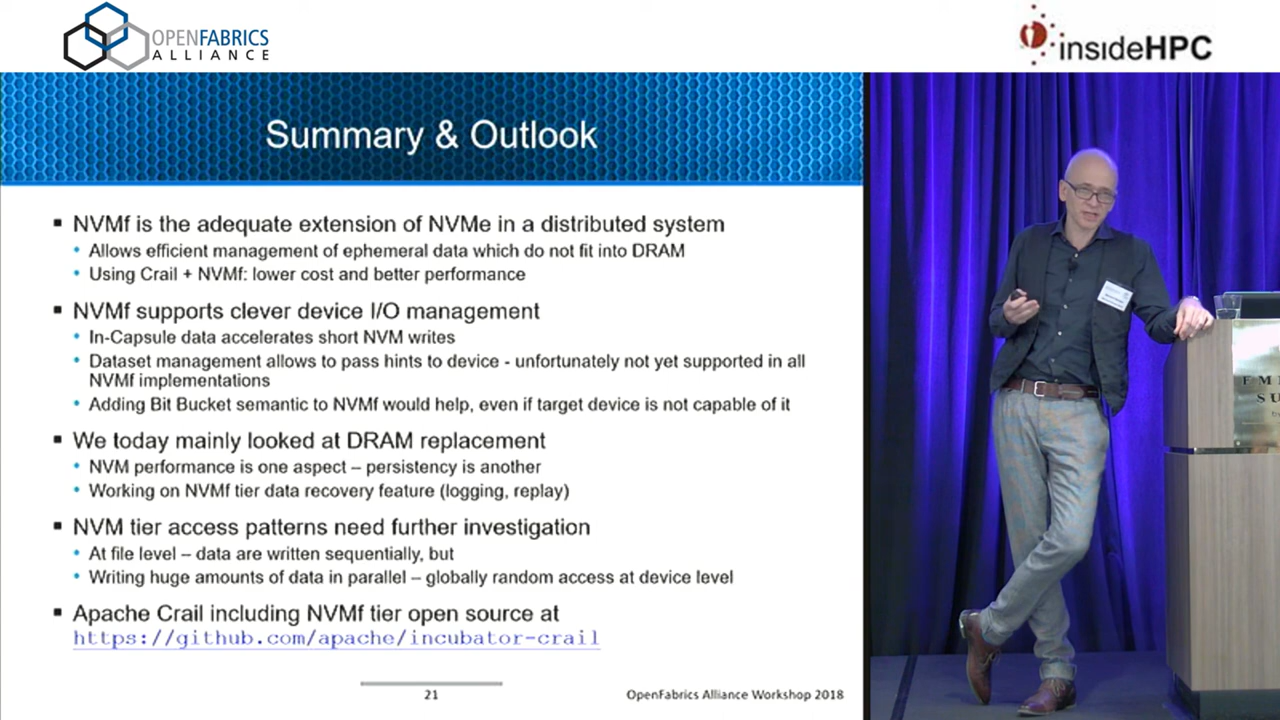 OPENFABRICS
ALLIANCE
insideHPC
Summary & Outlook
▪ NVMf is the adequate extension of NVMe in a distributed system
• Allows efficient management of ephemeral data which do not fit into DRAM
• Using Crail + NVMf: lower cost and better performance
▪ NVMf supports clever device I/O management
• In-Capsule data accelerates short NVM writes
• Dataset management allows to pass hints to device - unfortunately not yet supported in all
NVMf implementations
• Adding Bit Bucket semantic to NVMf would help, even if target device is not capable of it
▪ We today mainly looked at DRAM replacement
• NVM performance is one aspect – persistency is another
• Working on NVMf tier data recovery feature (logging, replay)
▪ NVM tier access patterns need further investigation
• At file level – data are written sequentially, but
• Writing huge amounts of data in parallel – globally random access at device level
▪ Apache Crail including NVMf tier open source at
https://github.com/apache/incubator-crail
21
OpenFabrics Alliance Workshop 2018